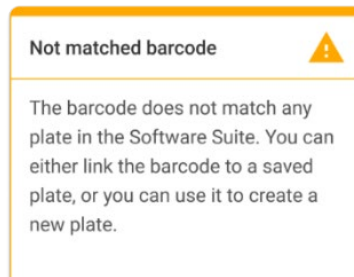 Not matched barcode
The barcode does not match any
plate in the Software Suite. You can
either link the barcode to a saved
plate, or you can use it to create a
new plate.